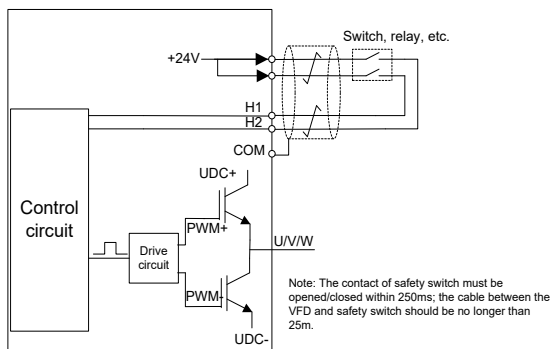 Switch, relay, etc.
+24V
H1
H2
COM
UDC+
Control
circuit
PWM+
Drive
circuit
U/V/W
PWM-
UDC-
Note: The contact of safety switch must be
opened/closed within 250ms; the cable between the
VFD and safety switch should be no longer than
25m.